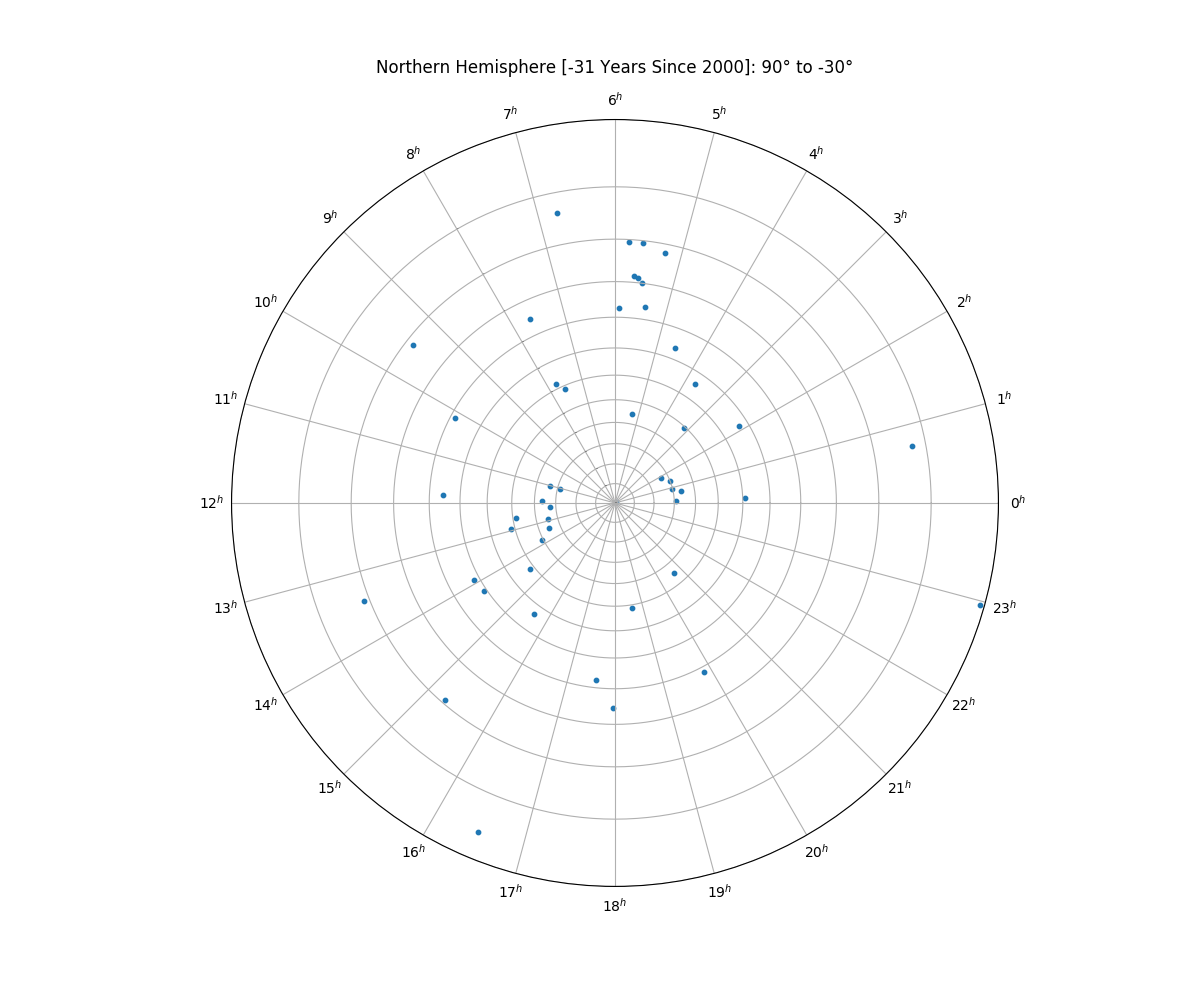 Northern Hemisphere [-31 Years Since 2000]: 90° to -30°
6ʰ
7ʰ 5ʰ
8ʰ 4ʰ
9ʰ 3ʰ
10ʰ 2ʰ
11ʰ 1ʰ
12ʰ 0ʰ
13ʰ 23ʰ
14ʰ 22ʰ
15ʰ 21ʰ
16ʰ 20ʰ
17ʰ 19ʰ
18ʰ